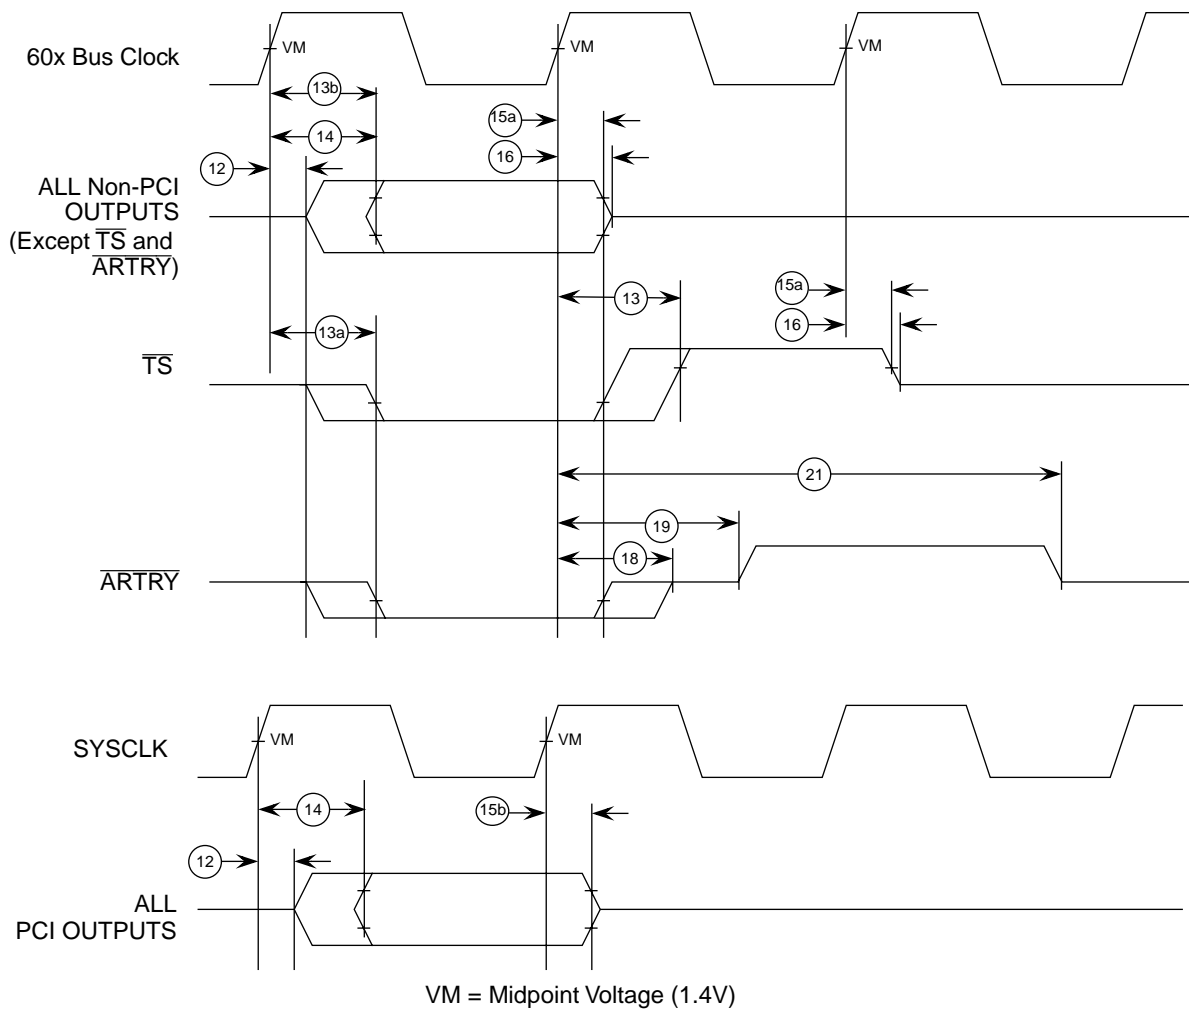 60x Bus Clock
VM
VM
VM
13b
14
12
15a
16
ALL Non-PCI
OUTPUTS
(Except TS and
ARTRY)
13
15a
16
13a
TS
21
19
18
ARTRY
SYSCLK
VM
VM
14
15b
12
ALL
PCI OUTPUTS
VM = Midpoint Voltage (1.4V)